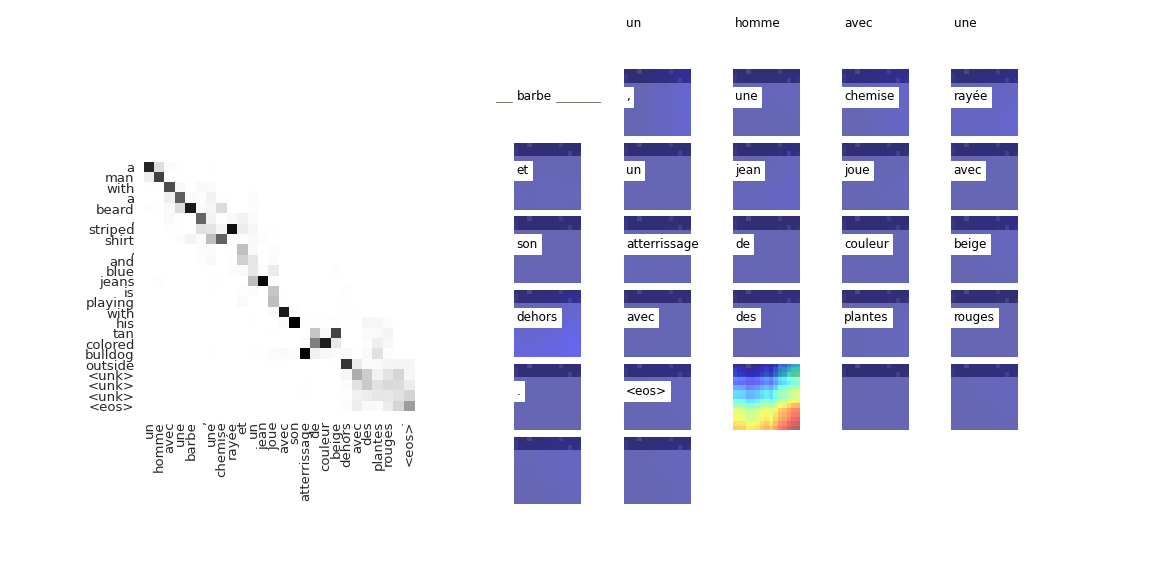 a
man
with
a
beard
,
striped
shirt
,
and
blue
jeans
is
playing
with
his
tan
colored
bulldog
outside
<unk>
<unk>
<unk>
<eos>
un
homme
avec
une
barbe
,
une
chemise
rayée
et
un
jean
joue
avec
son
atterrissage
de
couleur
beige
dehors
avec
des
plantes
rouges
.
<eos>
un homme avec une
barbe , une chemise rayée
et un jean joue avec
son atterrissage de couleur beige
dehors avec des plantes rouges
. <eos>